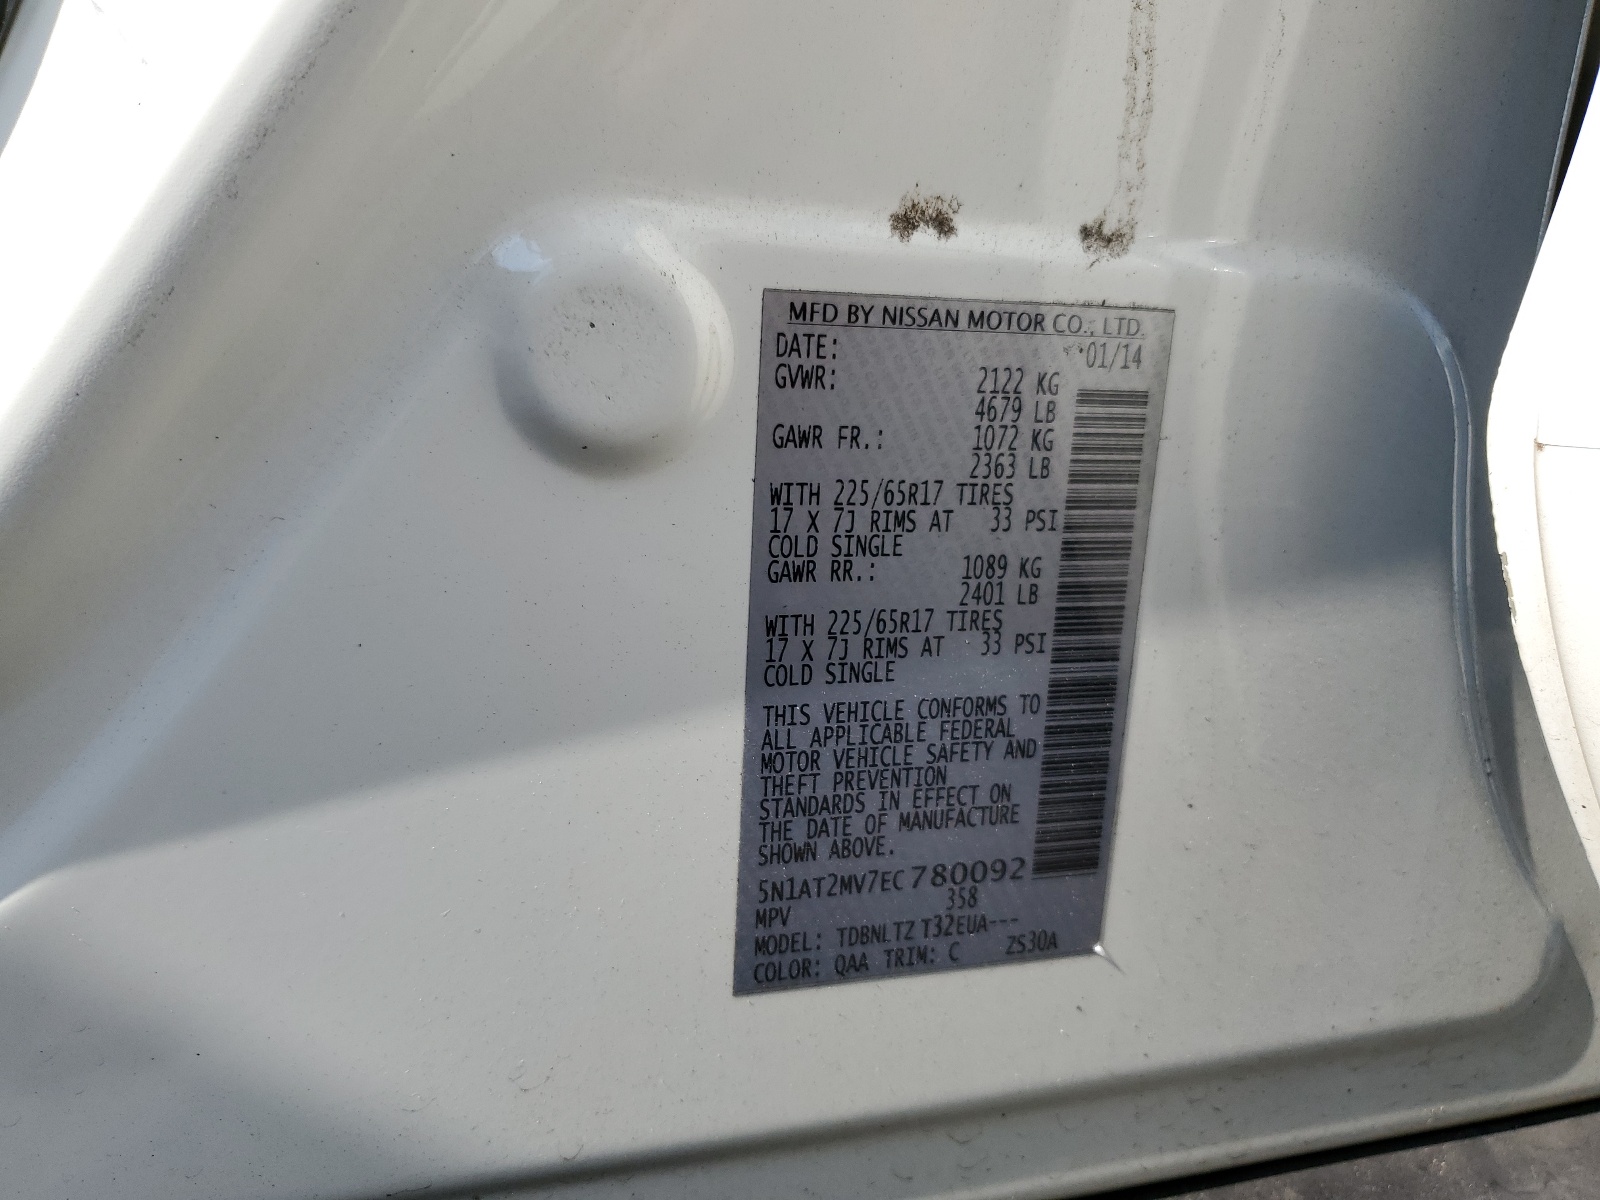 MFD BY NISSAN MOTOR CO., LTD.
DATE: 01/14
GVWR: 2122 KG
4679 LB
GAWR FR.: 1072 KG
2363 LB
WITH 225/65R17 TIRES
17 X 7J RIMS AT 33 PSI
COLD SINGLE
GAWR RR.: 1089 KG
2401 LB
WITH 225/65R17 TIRES
17 X 7J RIMS AT 33 PSI
COLD SINGLE
THIS VEHICLE CONFORMS TO
ALL APPLICABLE FEDERAL
MOTOR VEHICLE SAFETY AND
THEFT PREVENTION
STANDARDS IN EFFECT ON
THE DATE OF MANUFACTURE
SHOWN ABOVE.
5N1AT2MV7EC780092
MPV 358
MODEL: TDBNLTZ T32EUA---
COLOR: QAA TRIM: C ZS30A